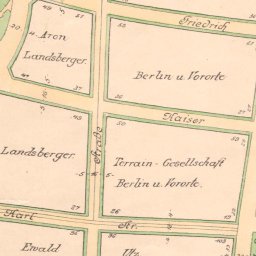 Friedrich
Aron
Landsberger.
Berlin u. Vororte
Kaiser
Straße
Landsberger.
Terrain - Gesellschaft
Berlin u. Vororte.
Karl
Str.
Ewald